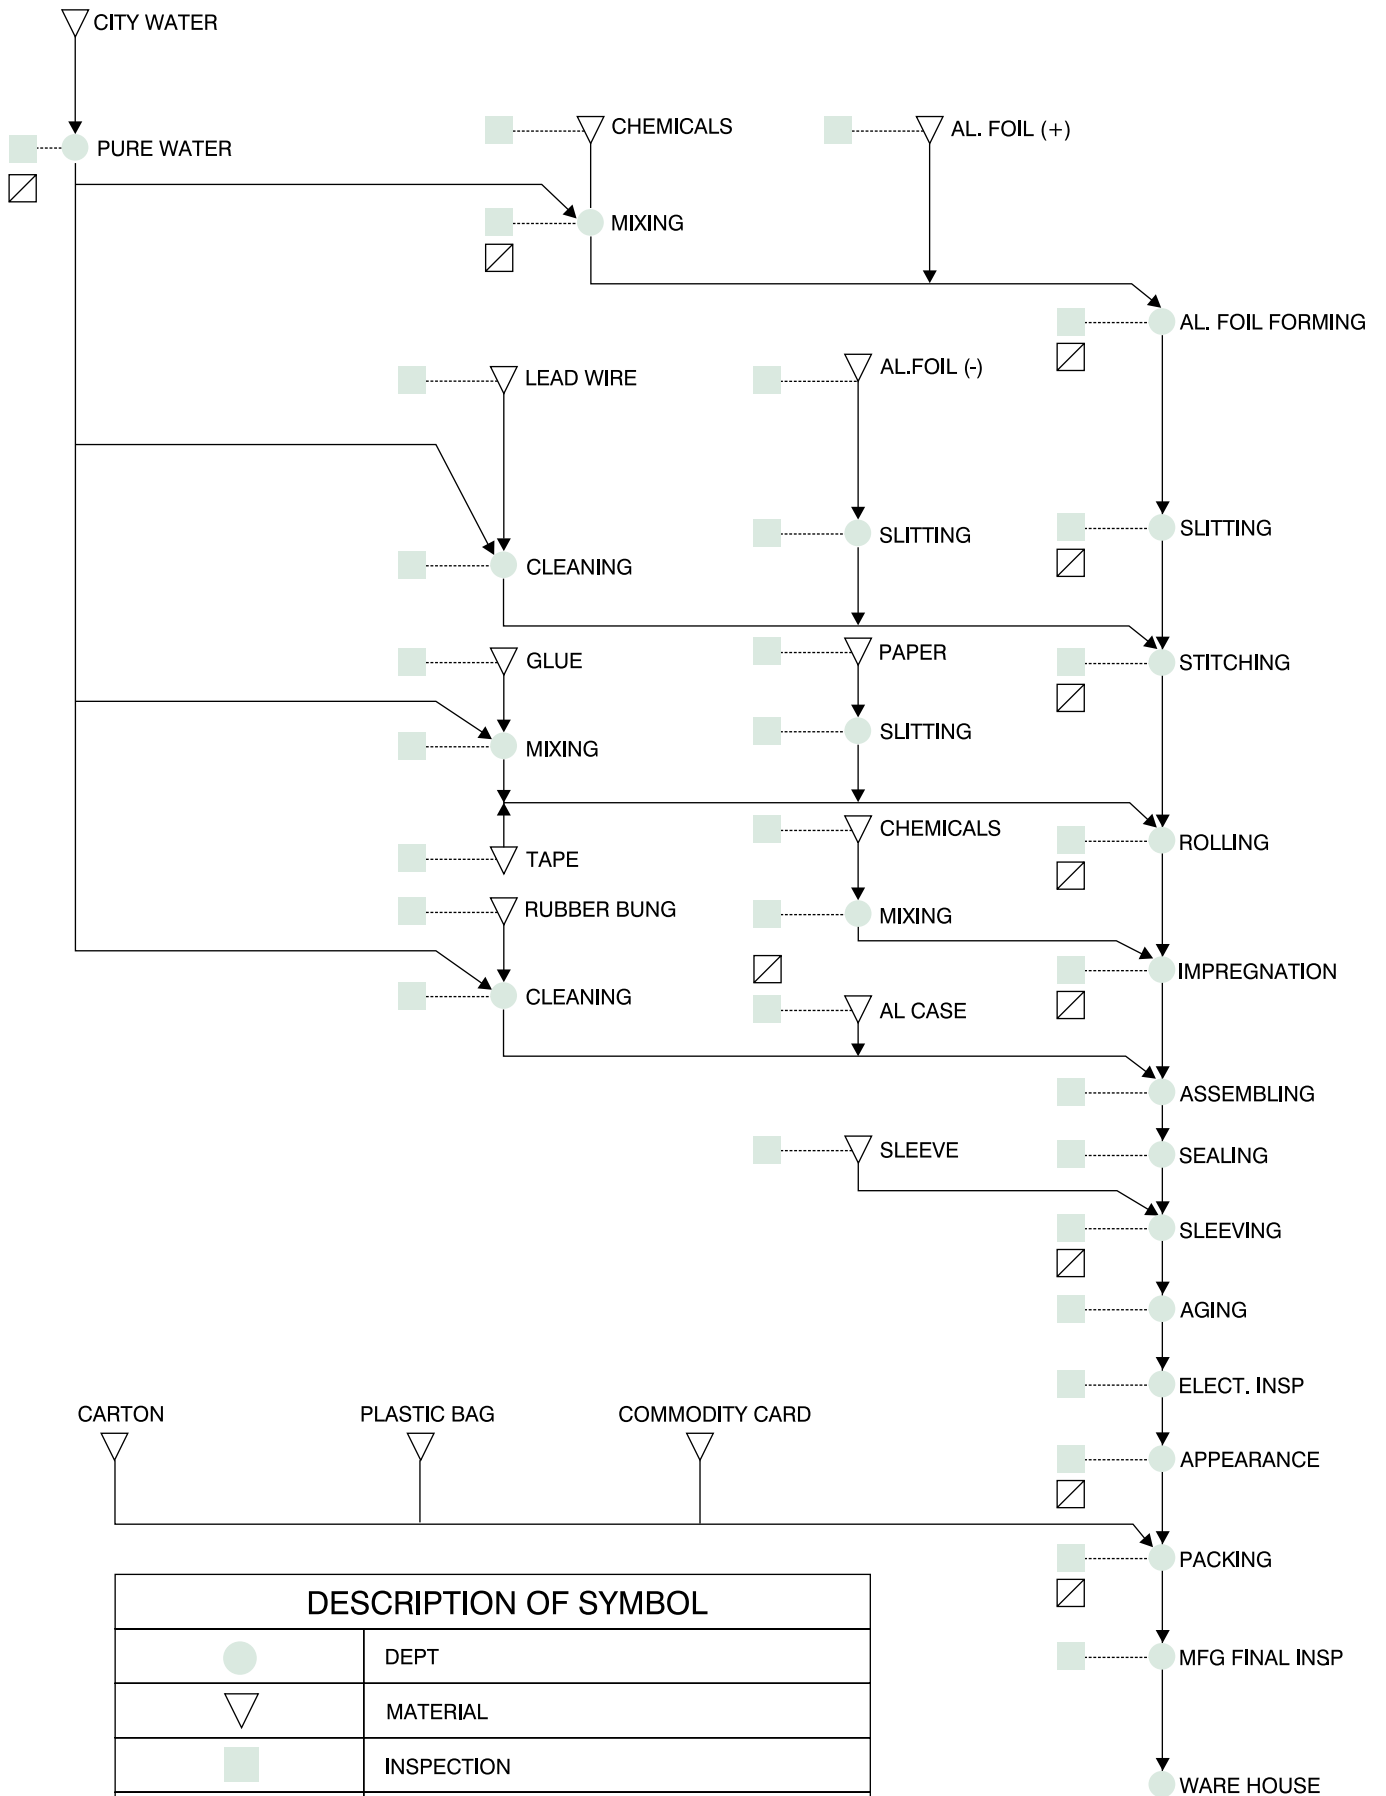 CITY WATER
CHEMICALS
AL. FOIL (+)
PURE WATER
MIXING
AL. FOIL FORMING
LEAD WIRE
AL.FOIL (-)
SLITTING
SLITTING
CLEANING
GLUE
PAPER
STITCHING
MIXING
SLITTING
CHEMICALS
ROLLING
TAPE
RUBBER BUNG
MIXING
IMPREGNATION
CLEANING
AL CASE
ASSEMBLING
SLEEVE
SEALING
SLEEVING
AGING
ELECT. INSP
CARTON
PLASTIC BAG
COMMODITY CARD
APPEARANCE
PACKING
DESCRIPTION OF SYMBOL
DEPT
MFG FINAL INSP
MATERIAL
INSPECTION
WARE HOUSE